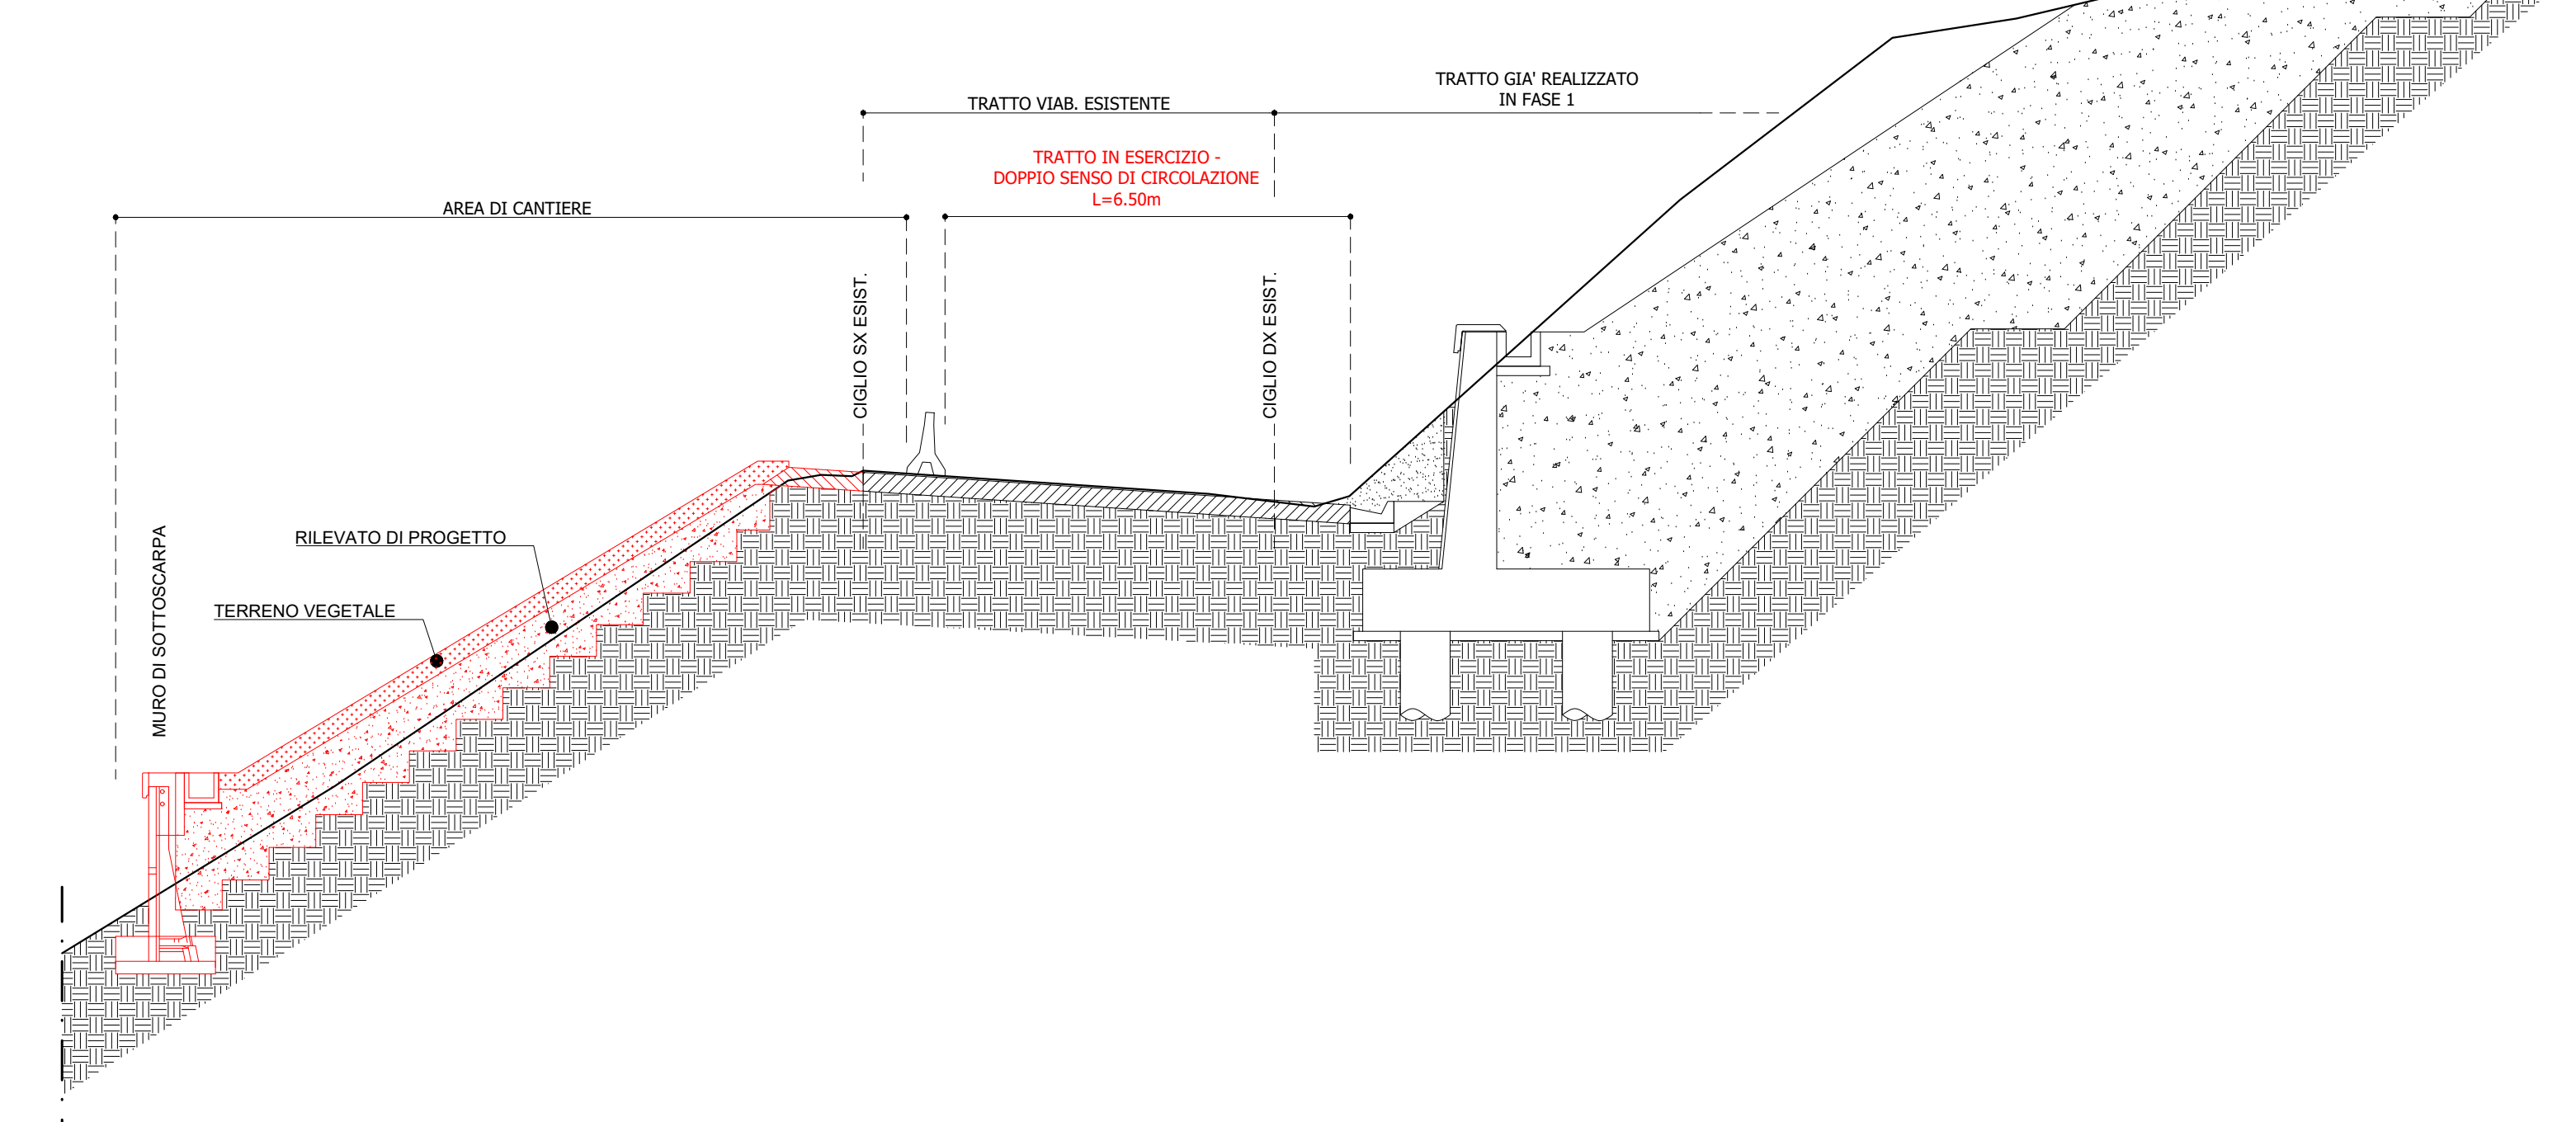 TRATTO GIA' REALIZZATO
IN FASE 1
TRATTO VIAB. ESISTENTE
TRATTO IN ESERCIZIO -
DOPPIO SENSO DI CIRCOLAZIONE
L=6.50m
AREA DI CANTIERE
CIGLIO SX ESIST.
CIGLIO DX ESIST.
RILEVATO DI PROGETTO
TERRENO VEGETALE
MURO DI SOTTOSCARPA